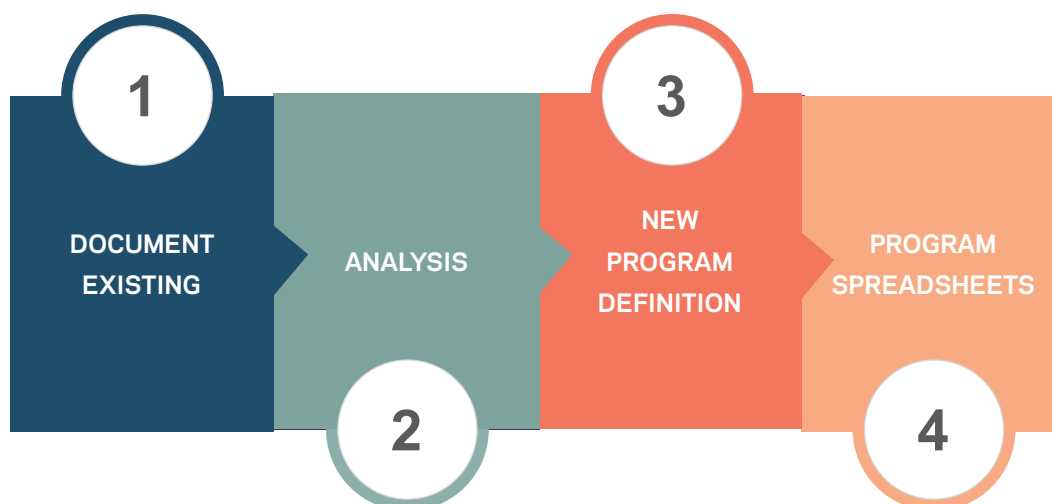 1
DOCUMENT
EXISTING
ANALYSIS
2
3
NEW
PROGRAM
DEFINITION
PROGRAM
SPREADSHEETS
4